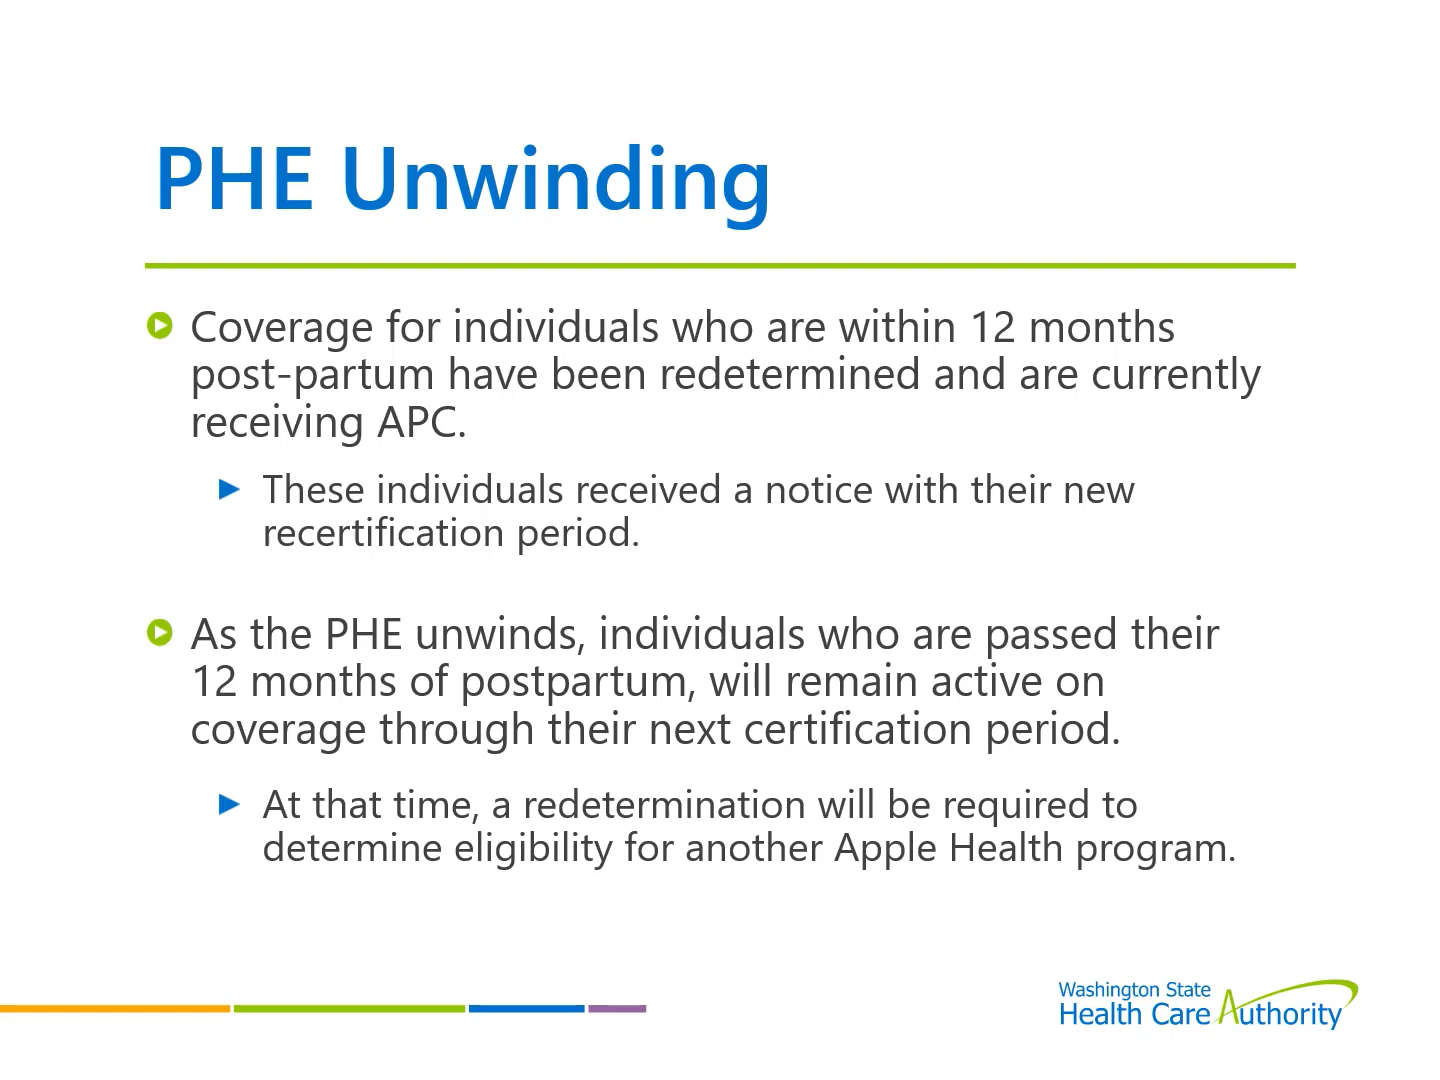 PHE Unwinding
Coverage for individuals who are within 12 months
post-partum have been redetermined and are currently
receiving APC.
These individuals received a notice with their new
recertification period.
As the PHE unwinds, individuals who are passed their
12 months of postpartum, will remain active on
coverage through their next certification period.
At that time, a redetermination will be required to
determine eligibility for another Apple Health program.
Washington State
Health Care Authority